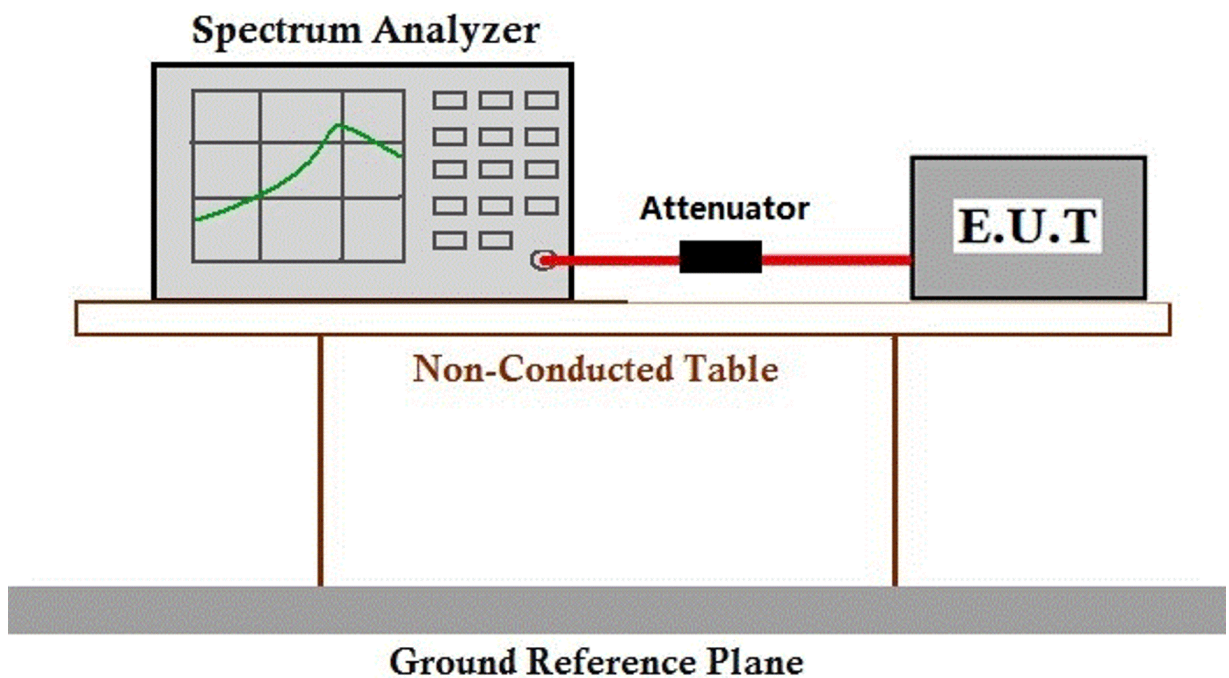 Spectrum Analyzer
Attenuator
E.U.T
Non-Conducted Table
Ground Reference Plane